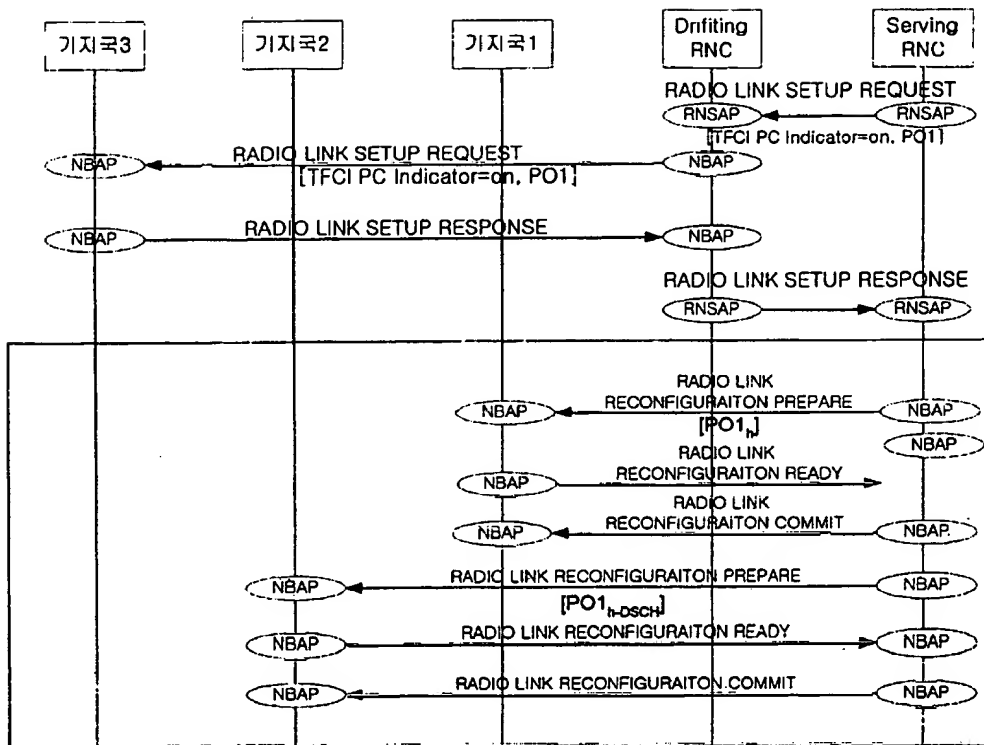 기지국3
기지국2
기지국1
Drifiting
RNC
Serving
RNC
RADIO LINK SETUP REQUEST
RNSAP
RNSAP
[TFCI PC Indicator=on, PO1]
RADIO LINK SETUP REQUEST
NBAP
NBAP
[TFCI PC Indicator=on, PO1]
RADIO LINK SETUP RESPONSE
NBAP
NBAP
RADIO LINK SETUP RESPONSE
RNSAP
RNSAP
RADIO LINK
RECONFIGURAITON PREPARE
NBAP
NBAP
[PO1h]
NBAP
RADIO LINK
RECONFIGURAITON READY
NBAP
RADIO LINK
RECONFIGURAITON COMMIT
NBAP
NBAP.
RADIO LINK RECONFIGURAITON PREPARE
NBAP
NBAP
[PO1h-DSCH]
RADIO LINK RECONFIGURAITON READY
NBAP
NBAP
RADIO LINK RECONFIGURAITON.COMMIT
NBAP
NBAP